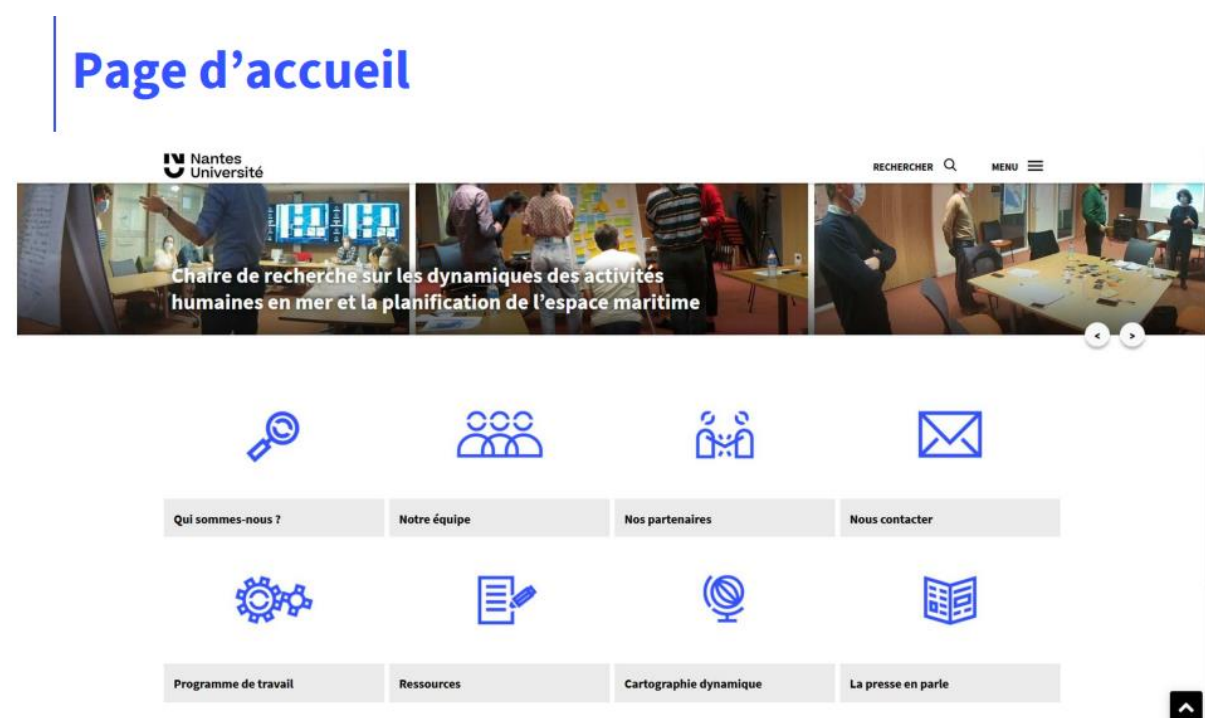 Page d’accueil
Nantes
Université
RECHERCHER
MENU
Chaire de recherche sur les dynamiques des activités
humaines en mer et la planification de l’espace maritime
< >
Qui sommes-nous ?
Notre équipe
Nos partenaires
Nous contacter
Programme de travail
Ressources
Cartographie dynamique
La presse en parle